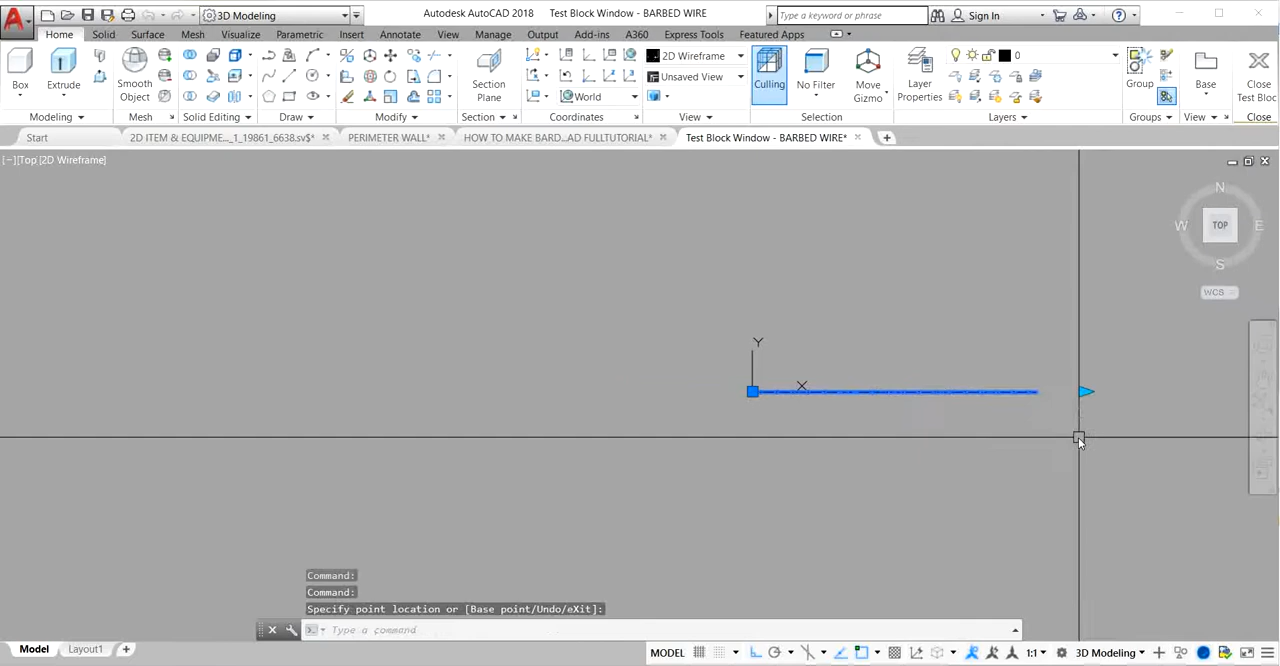 3D Modeling
Autodesk AutoCAD 2018 Test Block Window - BARBED WIRE
Type a keyword or phrase
Sign In
Home Solid Surface Mesh Visualize Parametric Insert Annotate View Manage Output Add-ins A360 Express Tools Featured Apps
2D Wireframe
0
Unsaved View
World
Box Extrude Smooth Object Section Plane Culling No Filter Move Gizmo Layer Properties Group Base Close Test Bloc
Modeling Mesh Solid Editing Draw Modify Section Coordinates View Selection Layers Groups View Close
Start 2D ITEM & EQUIPME..._1_19861_6638.sv$* PERIMETER WALL* HOW TO MAKE BARD...AD FULLTUTORIAL* Test Block Window - BARBED WIRE*
[−][Top][2D Wireframe]
N
W TOP E
S
WCS
Y
X
Command:
Command:
Specify point location or [Base point/Undo/eXit]:
Type a command
Model Layout1
MODEL 1:1 3D Modeling